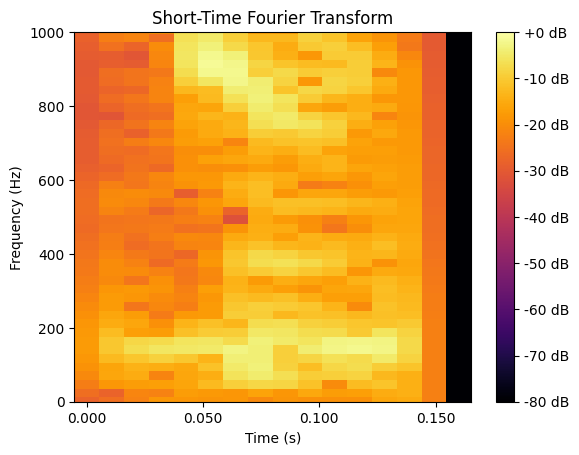 Short-Time Fourier Transform
1000
800
600
400
200
0
Frequency (Hz)
0.000
0.050
0.100
0.150
Time (s)
+0 dB
-10 dB
-20 dB
-30 dB
-40 dB
-50 dB
-60 dB
-70 dB
-80 dB